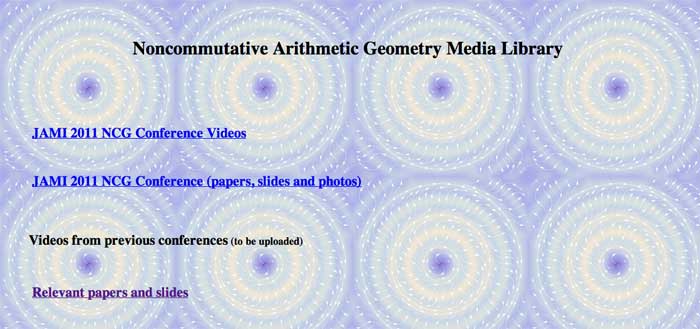 Noncommutative Arithmetic Geometry Media Library
JAMI 2011 NCG Conference Videos
JAMI 2011 NCG Conference (papers, slides and photos)
Videos from previous conferences (to be uploaded)
Relevant papers and slides